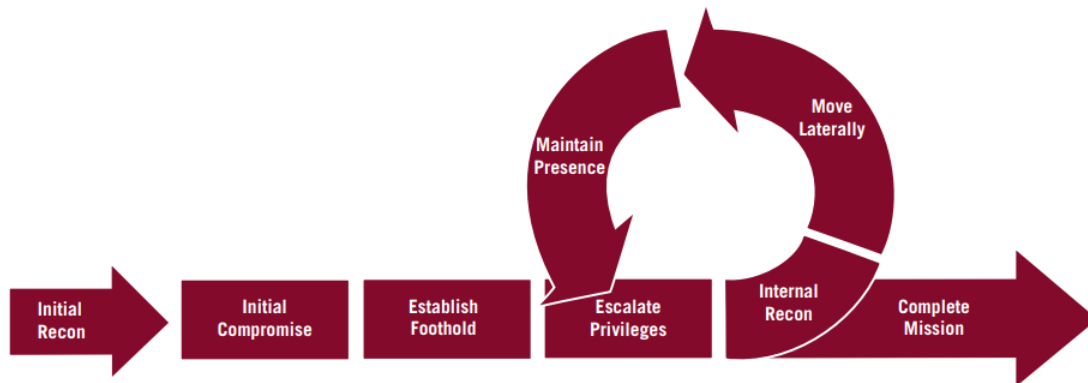 Maintain
Presence
Move
Laterally
Initial
Recon
Initial
Compromise
Establish
Foothold
Escalate
Privileges
Internal
Recon
Complete
Mission